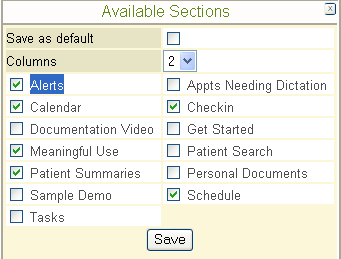 Available Sections x
Save as default
Columns 2
Alerts Appts Needing Dictation
Calendar Checkin
Documentation Video Get Started
Meaningful Use Patient Search
Patient Summaries Personal Documents
Sample Demo Schedule
Tasks
Save